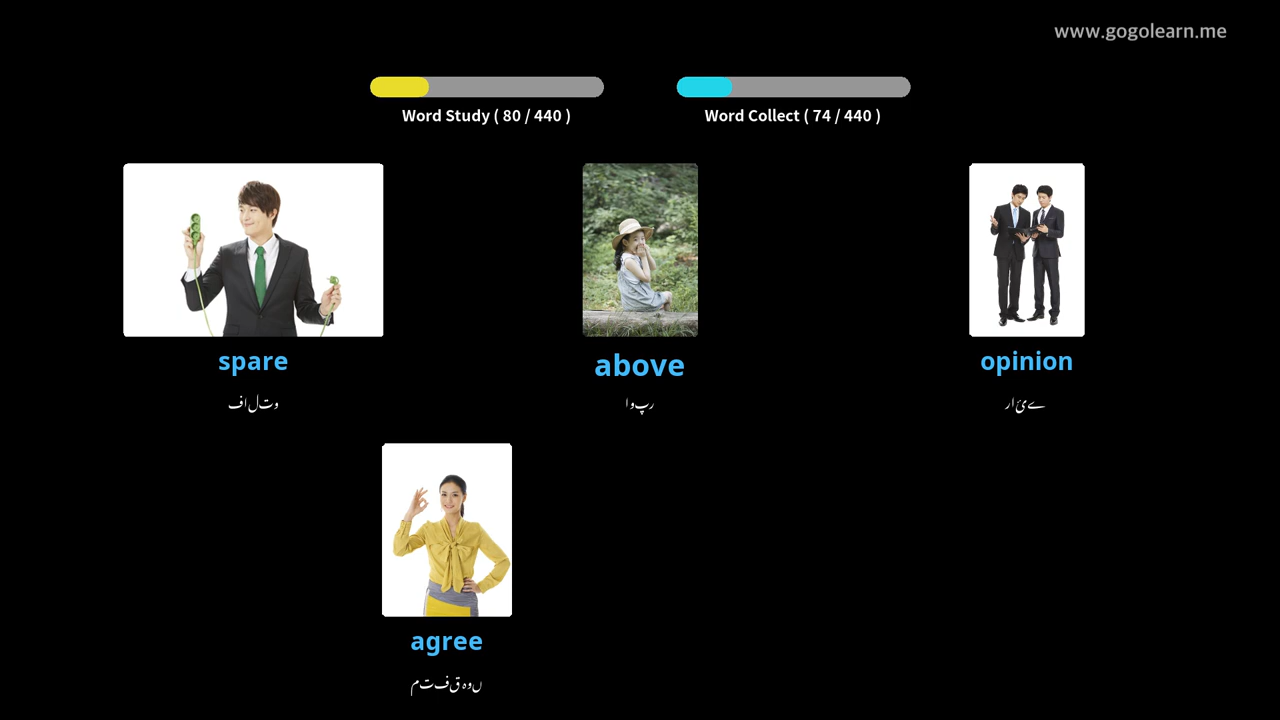 www.gogolearn.me
Word Study ( 80 / 440 )
Word Collect ( 74 / 440 )
spare
فالتو
above
اوپر
opinion
رائے
agree
متفق ہوں